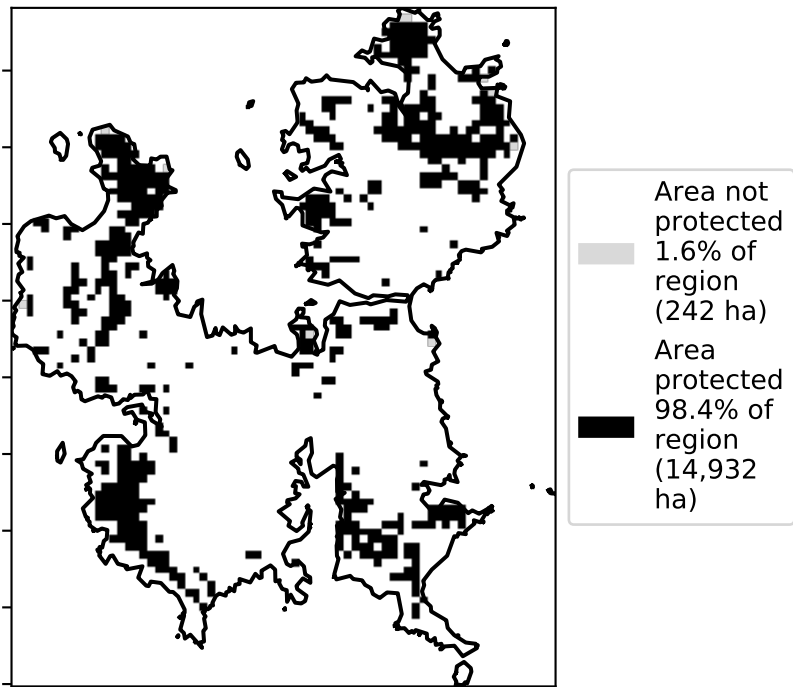 Area not
protected
1.6% of
region
(242 ha)
Area
protected
98.4% of
region
(14,932
ha)